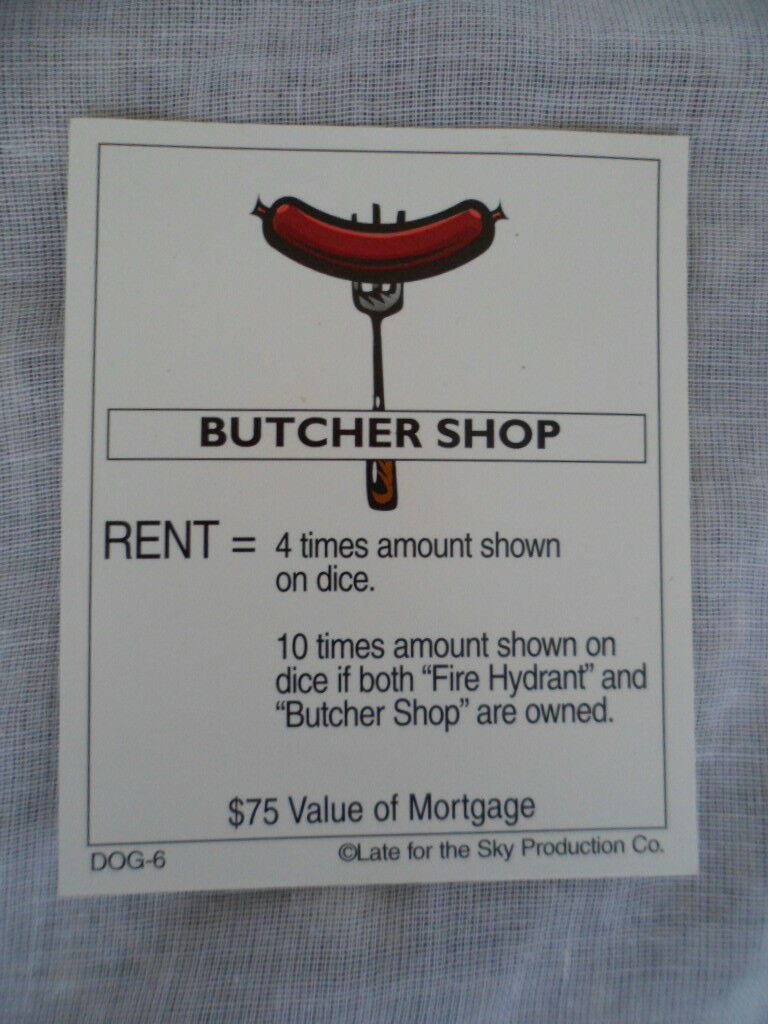 BUTCHER SHOP
RENT = 4 times amount shown
on dice.
10 times amount shown on
dice if both “Fire Hydrant” and
“Butcher Shop” are owned.
$75 Value of Mortgage
DOG-6 ©Late for the Sky Production Co.